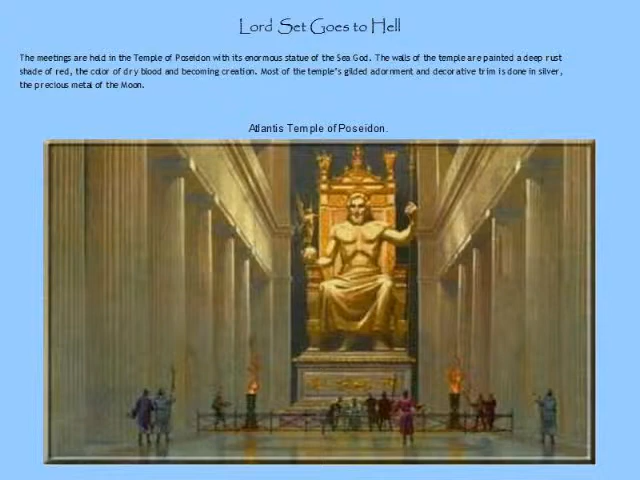 Lord Set Goes to Hell
The meetings are held in the Temple of Poseidon with its enormous statue of the Sea God. The walls of the temple are painted a deep rust
shade of red, the color of dry blood and becoming creation. Most of the temple's gilded adornment and decorative trim is done in silver,
the precious metal of the Moon.
Atlantis Temple of Poseidon.